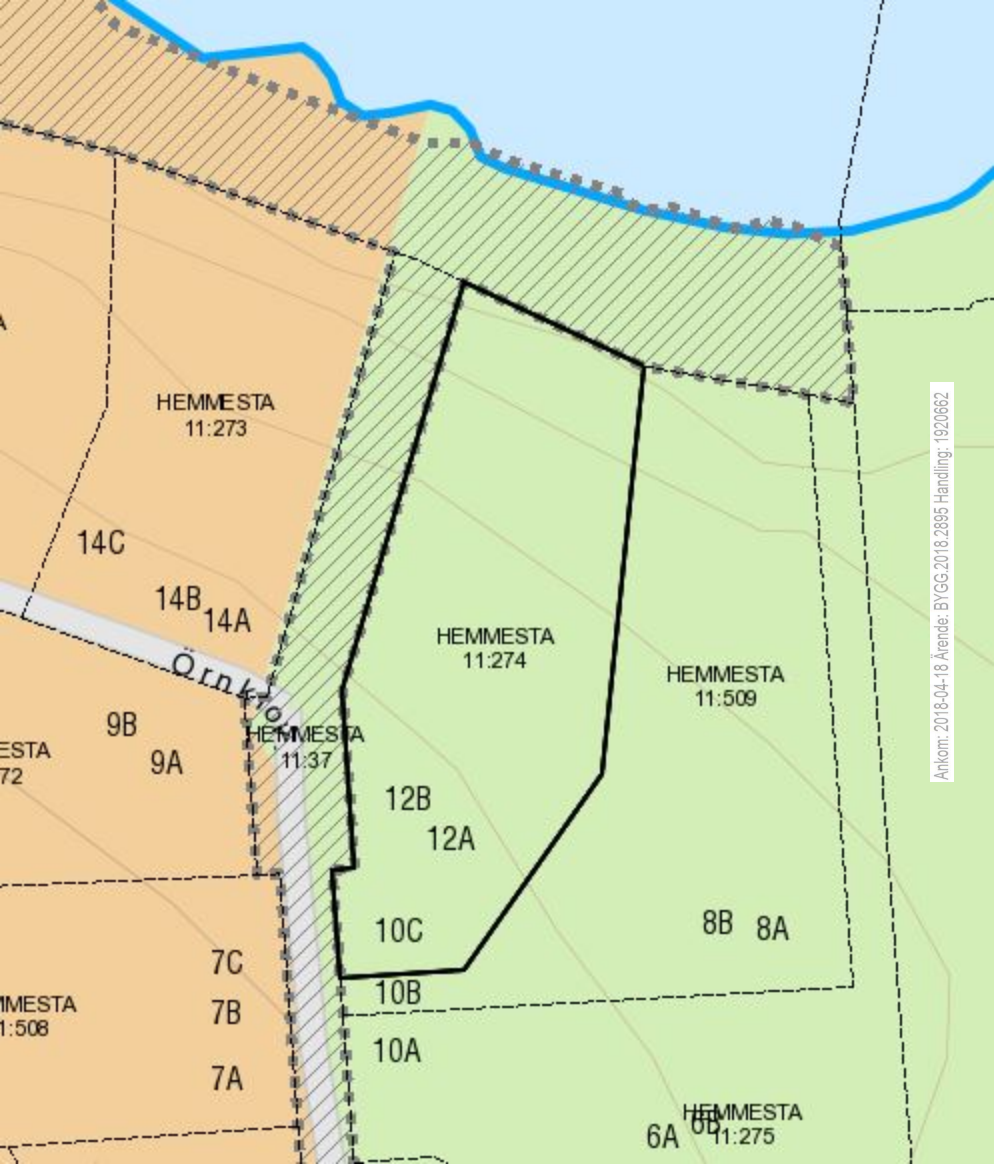 HEMMESTA
11:273
14C
14B
14A
HEMMESTA
11:274
HEMMESTA
11:509
HEMMESTA
11:37
9B
9A
ESTA
72
12B
12A
10C
8B
8A
7C
10B
MMESTA
1:508
7B
10A
7A
HEMMESTA
11:275
6A
6B
Ankom: 2018-04-18 Ärende: BYGG.2018.2895 Handling: 1920662